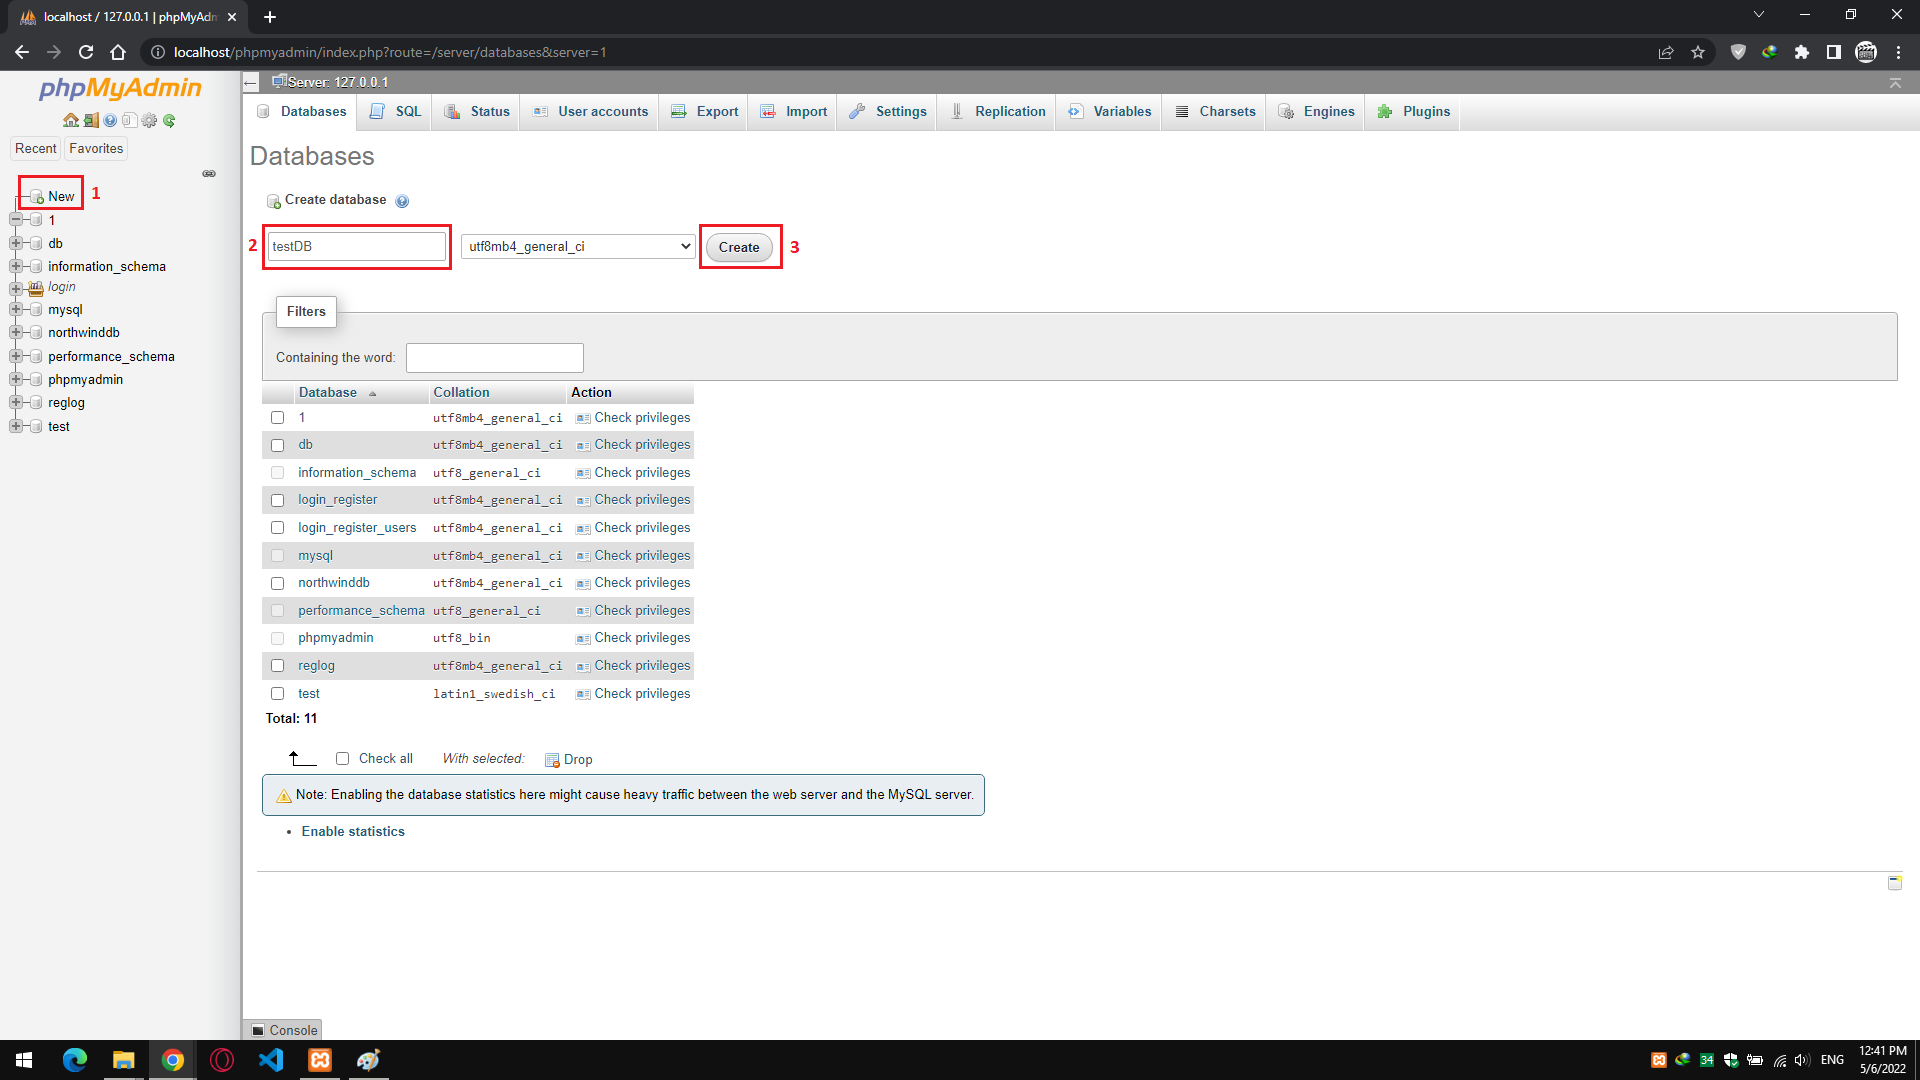 localhost / 127.0.0.1 | phpMyAdm
localhost/phpmyadmin/index.php?route=/server/databases&server=1
phpMyAdmin
Recent
Favorites
New
1
1
db
information_schema
login
mysql
northwinddb
performance_schema
phpmyadmin
reglog
test
Server: 127.0.0.1
Databases
SQL
Status
User accounts
Export
Import
Settings
Replication
Variables
Charsets
Engines
Plugins
Databases
Create database
2
testDB
utf8mb4_general_ci
Create
3
Filters
Containing the word:
Database
Collation
Action
1 utf8mb4_general_ci Check privileges
db utf8mb4_general_ci Check privileges
information_schema utf8_general_ci Check privileges
login_register utf8mb4_general_ci Check privileges
login_register_users utf8mb4_general_ci Check privileges
mysql utf8mb4_general_ci Check privileges
northwinddb utf8mb4_general_ci Check privileges
performance_schema utf8_general_ci Check privileges
phpmyadmin utf8_bin Check privileges
reglog utf8mb4_general_ci Check privileges
test latin1_swedish_ci Check privileges
Total: 11
Check all
With selected:
Drop
Note: Enabling the database statistics here might cause heavy traffic between the web server and the MySQL server.
Enable statistics
Console
34
ENG
12:41 PM
5/6/2022